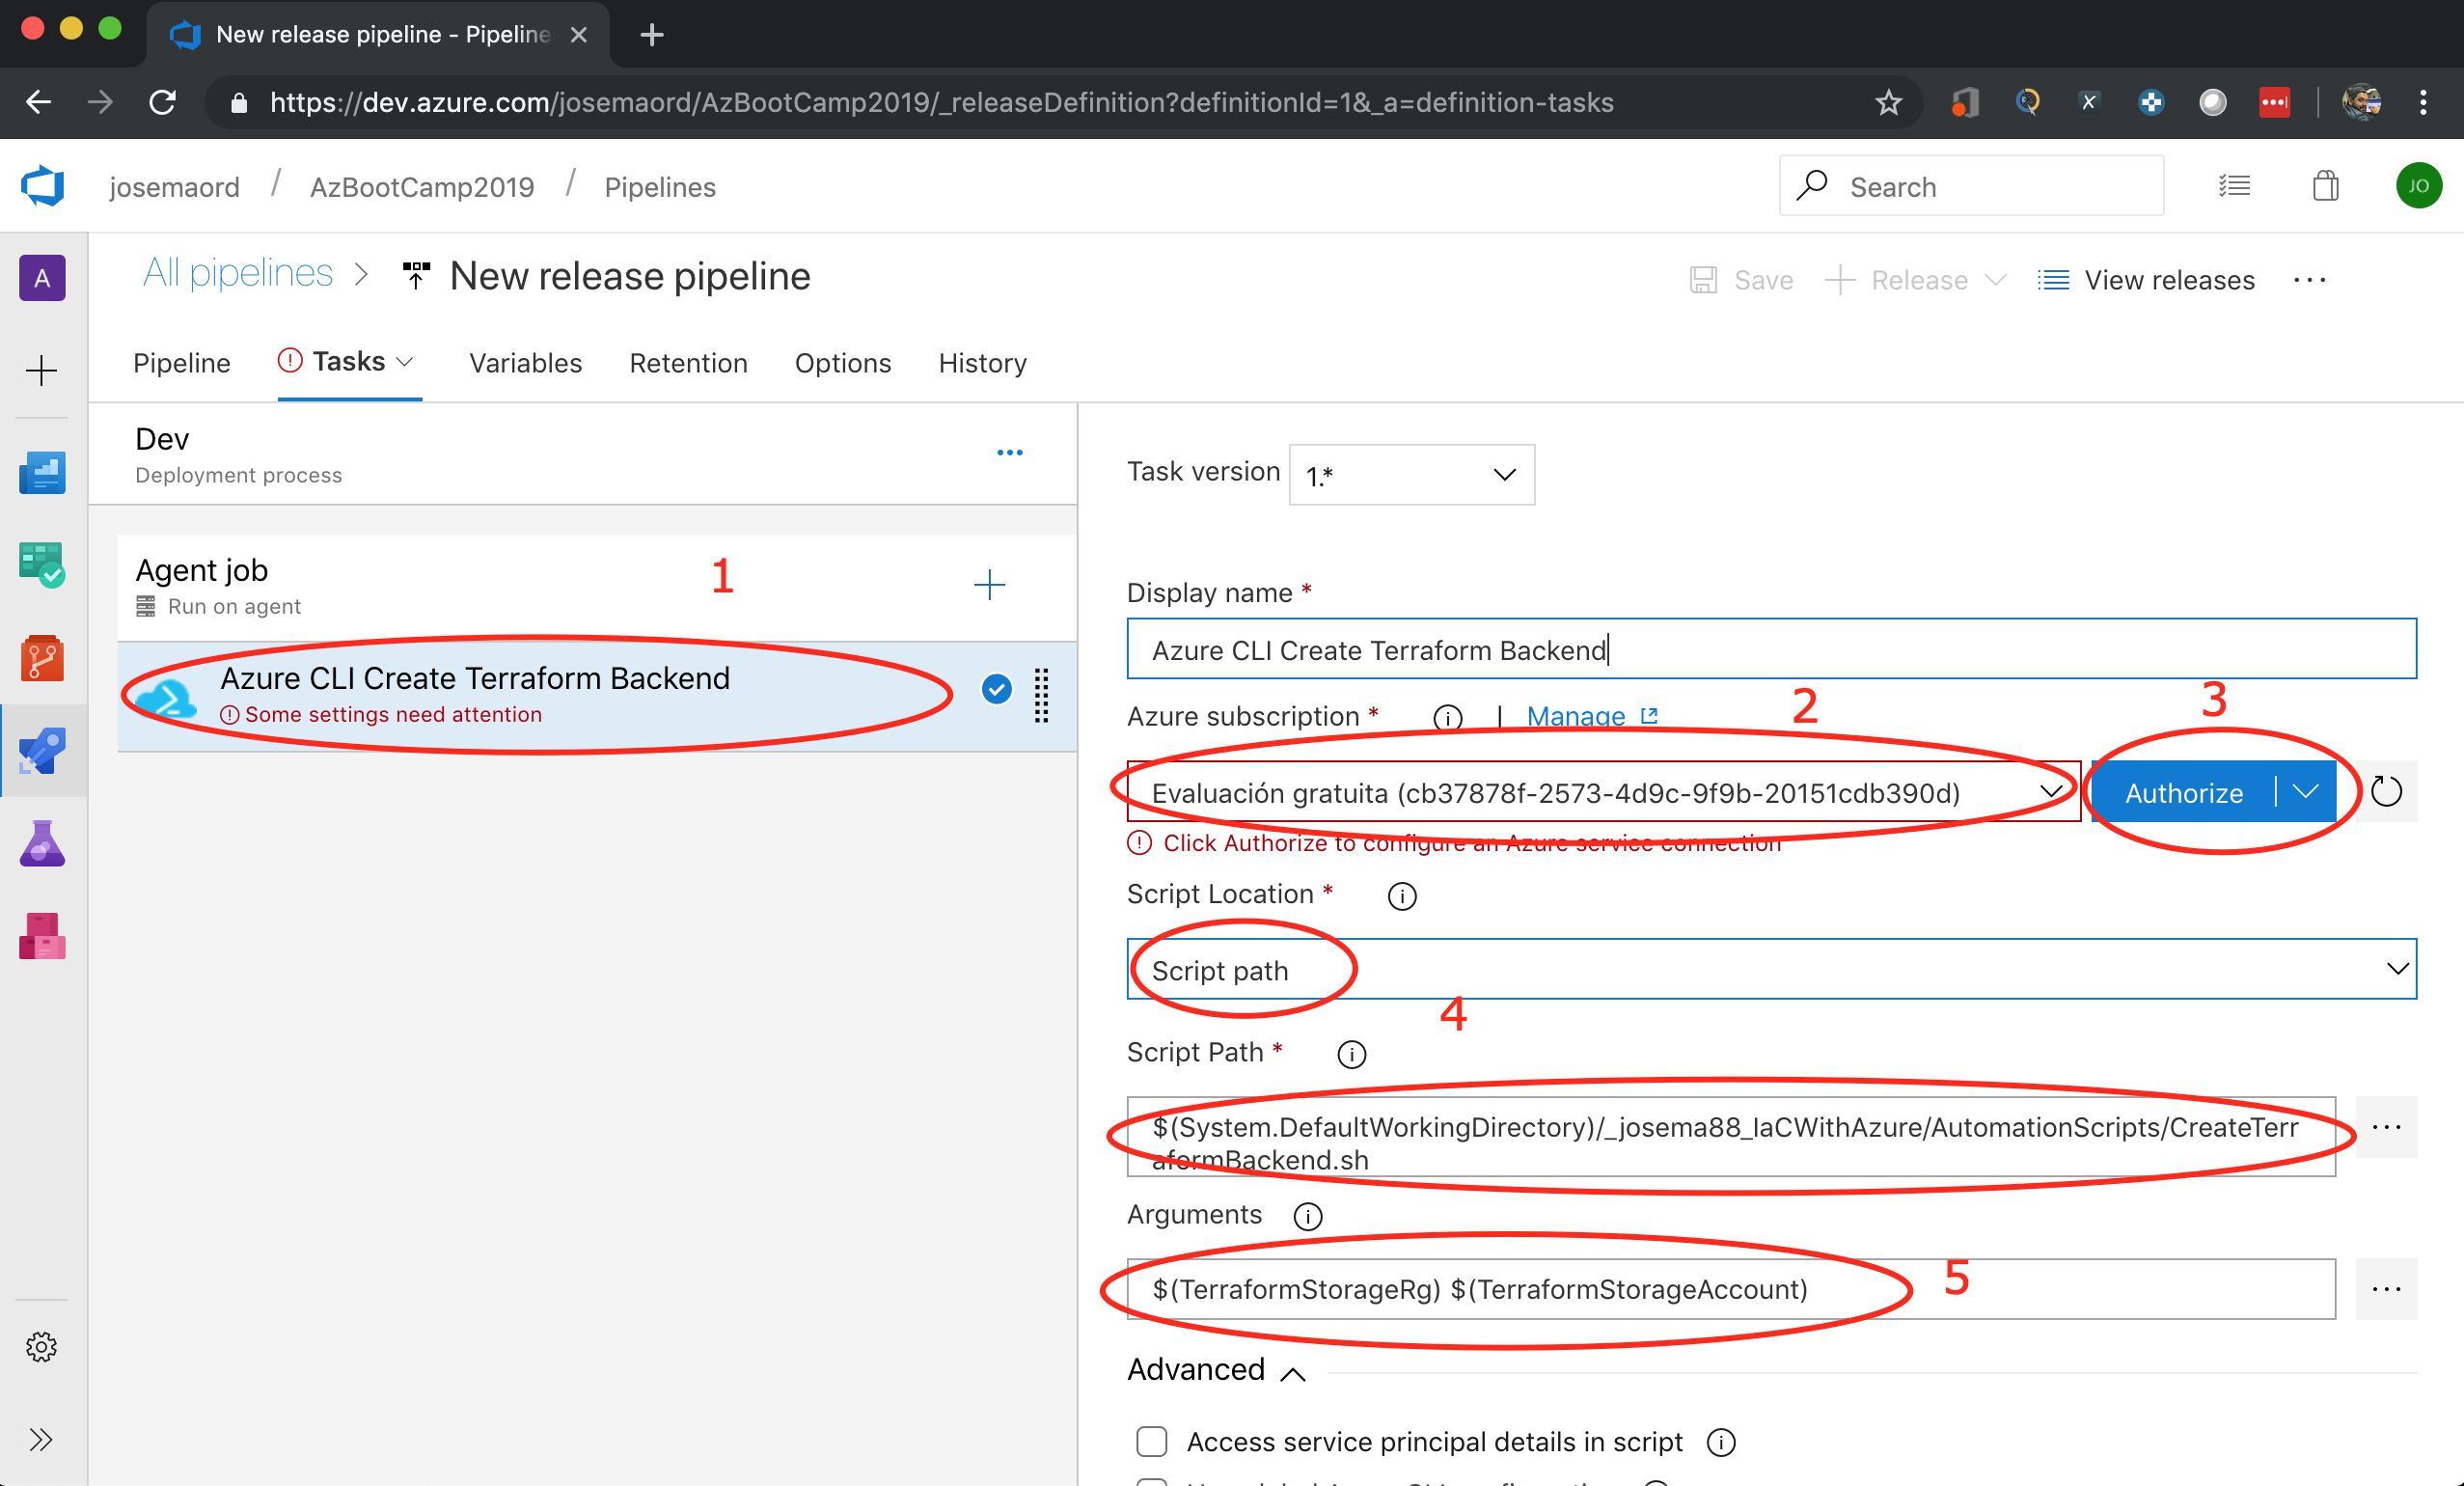 New release pipeline - Pipeline
https://dev.azure.com/josemaord/AzBootCamp2019/_releaseDefinition?definitionId=1&_a=definition-tasks
josemaord / AzBootCamp2019 / Pipelines
Search
JO
A
All pipelines > New release pipeline
Save
Release
View releases
Pipeline
Tasks
Variables
Retention
Options
History
Dev
Deployment process
Agent job
Run on agent
1
Azure CLI Create Terraform Backend
Some settings need attention
Task version
1.*
Display name *
Azure CLI Create Terraform Backend
Azure subscription * | Manage
2
3
Evaluación gratuita (cb37878f-2573-4d9c-9f9b-20151cdb390d)
Authorize
Click Authorize to configure an Azure service connection
Script Location *
Script path
4
Script Path *
$(System.DefaultWorkingDirectory)/_josema88_IaCWithAzure/AutomationScripts/CreateTerr
aformBackend.sh
Arguments
$(TerraformStorageRg) $(TerraformStorageAccount)
5
Advanced
Access service principal details in script